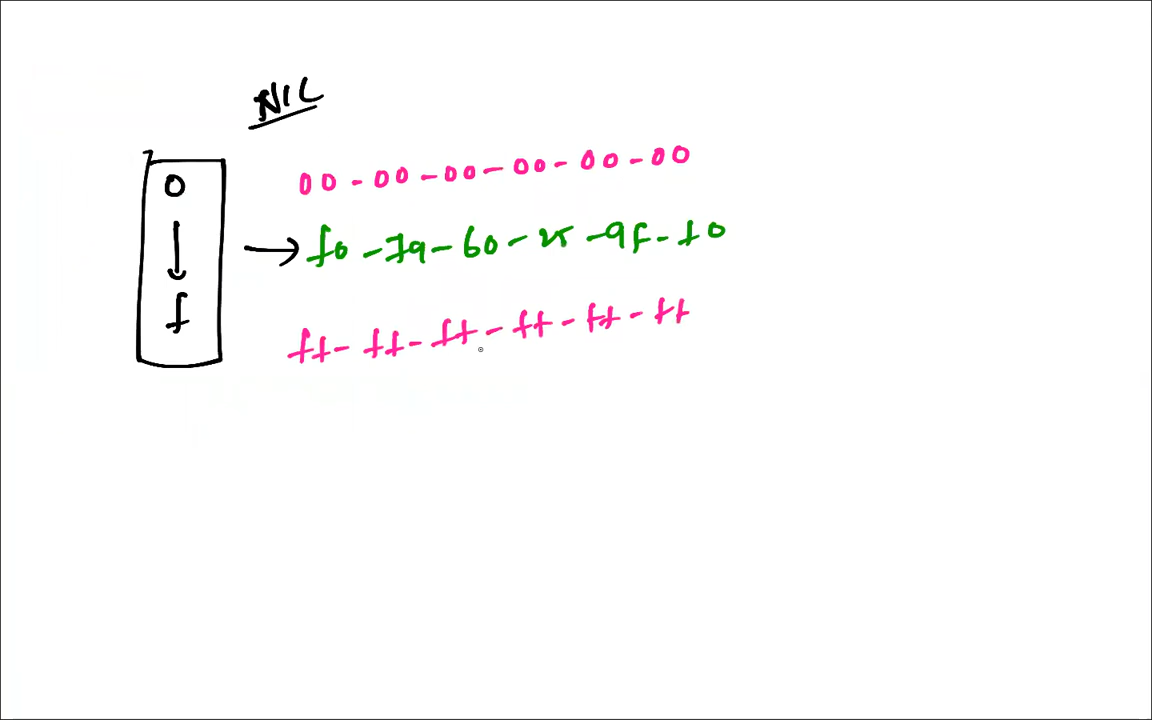 NIC
00 - 00 - 00 - 00 - 00 - 00
0
f0 - 79 - 60 - 25 - 9f - f0
f
ff - ff - ff - ff - ff - ff